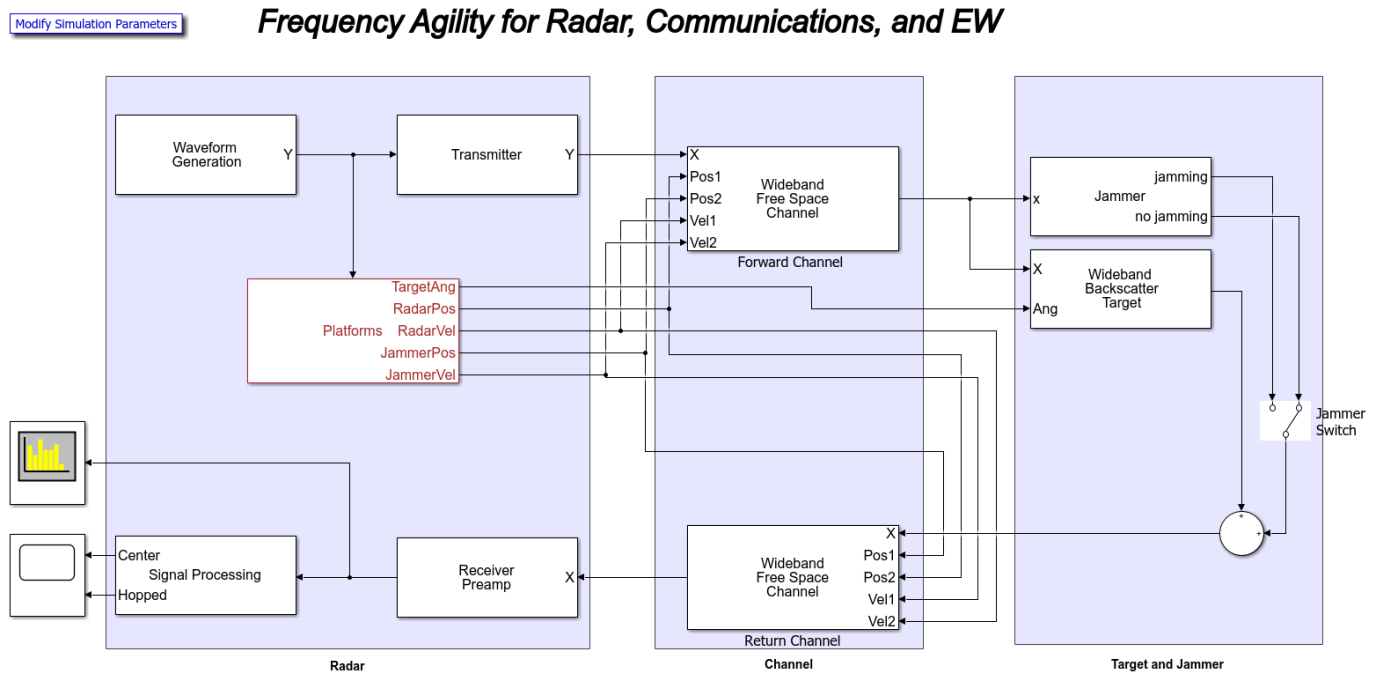 Modify Simulation Parameters
Frequency Agility for Radar, Communications, and EW
Waveform
Generation
Y
Transmitter
Y
TargetAng
RadarPos
Platforms
RadarVel
JammerPos
JammerVel
Center
Signal Processing
Hopped
Receiver
Preamp
X
Radar
X
Pos1
Pos2
Vel1
Vel2
Wideband
Free Space
Channel
Forward Channel
Wideband
Free Space
Channel
X
Pos1
Pos2
Vel1
Vel2
Return Channel
Channel
x
Jammer
jamming
no jamming
X
Ang
Wideband
Backscatter
Target
Jammer
Switch
+
+
Target and Jammer